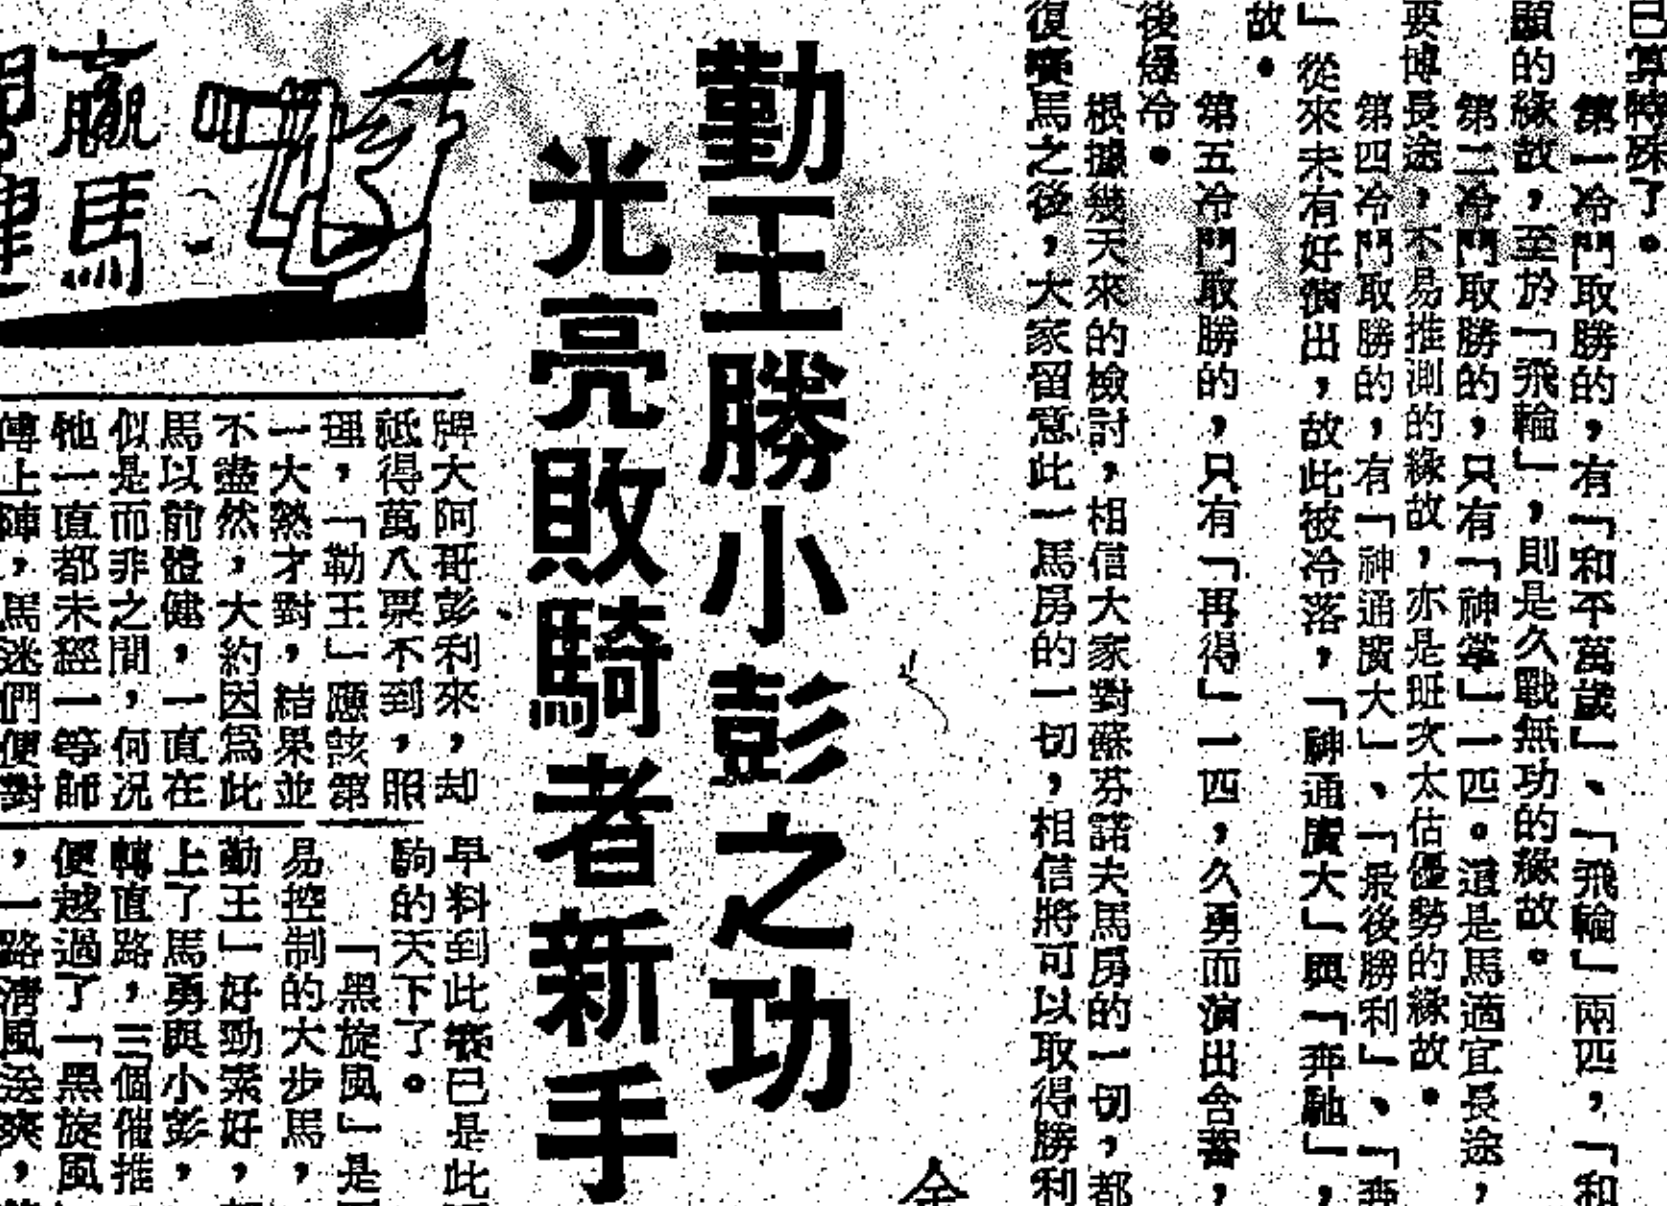 已算特殊了。
第一冷門取勝的，有「和平萬歲」、「飛輪」兩匹，「和
顯的緣故，至於「飛輪」，則是久戰無功的緣故。
第二冷門取勝的，只有「神掌」一匹。這是馬適宜長途，
要博長途，不易推測的緣故，亦是班次太估優勢的緣故。
第四冷門取勝的，有「神通廣大」、「最後勝利」、「奔
」從來未有好演出，故此被冷落，「神通廣大」與「奔馳」，
故。
第五冷門取勝的，只有「再得」一匹，久勇而演出含蓄，
後爆冷。
根據幾天來的檢討，相信大家對蘇芬諾夫馬房的一切，都
復賽馬之後，大家留意此一馬房的一切，相信將可以取得勝利
勤王勝小彭之功
光亮敗騎者新手
贏馬
牌大阿哥彭利來，却
祗得萬八票不到，照
理，「勒王」應該第
一大熱才對，結果並
不盡然，大約因為此
馬以前體健，一直在
似是而非之間，何況
牠一直都未經一等師
傅上陣，馬迷們便對
早料到此賽已是此
駒的天下了。
「黑旋風」是
易控制的大步馬，
勤王」好勁業好，
上了馬勇與小彭，
轉直路，三個催推
便越過了「黑旋風
，一路清風送爽，